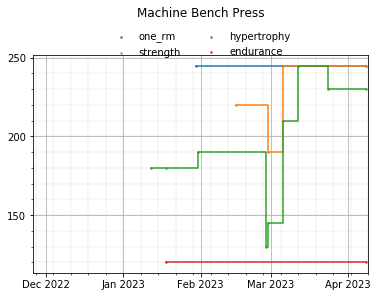 Machine Bench Press
one_rm
hypertrophy
strength
endurance
250
200
150
Dec 2022
Jan 2023
Feb 2023
Mar 2023
Apr 2023